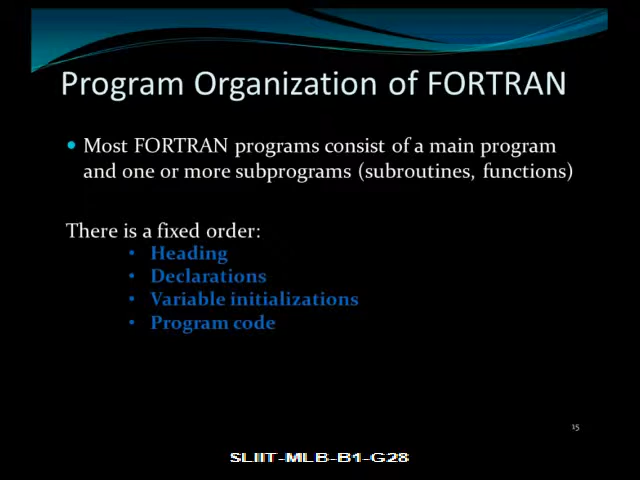 Program Organization of FORTRAN
• Most FORTRAN programs consist of a main program
and one or more subprograms (subroutines, functions)
There is a fixed order:
• Heading
• Declarations
• Variable initializations
• Program code
15
SLIIT-MLB-B1-G28